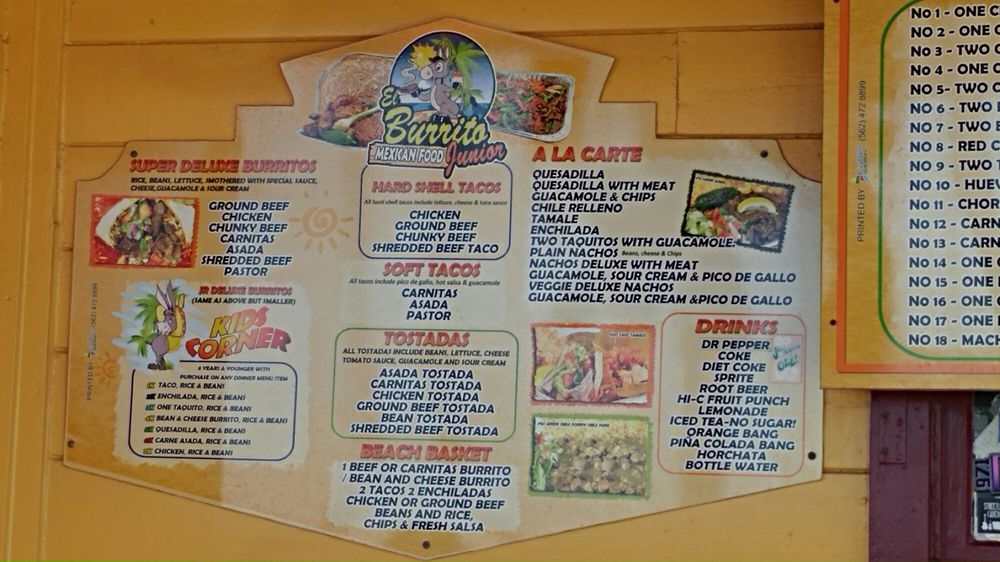 El
Burrito
MEXICAN FOOD Junior
SUPER DELUXE BURRITOS
RICE, BEANS, LETTUCE, SMOTHERED WITH SPECIAL SAUCE,
CHEESE, GUACAMOLE & SOUR CREAM
GROUND BEEF
CHICKEN
CHUNKY BEEF
CARNITAS
ASADA
SHREDDED BEEF
PASTOR
JR DELUXE BURRITOS
(SAME AS ABOVE BUT SMALLER)
KIDS
CORNER
8 YEARS & YOUNGER WITH
PURCHASE ON ANY DINNER MENU ITEM
TACO, RICE & BEANS
ENCHILADA, RICE & BEANS
ONE TAQUITO, RICE & BEANS
BEAN & CHEESE BURRITO, RICE & BEANS
QUESADILLA, RICE & BEANS
CARNE ASADA, RICE & BEANS
CHICKEN, RICE & BEANS
PRINTED BY (562) 472 8899
HARD SHELL TACOS
All hard shell tacos include lettuce, cheese & taco sauce
CHICKEN
GROUND BEEF
CHUNKY BEEF
SHREDDED BEEF TACO
SOFT TACOS
All tacos include pico de gallo, hot salsa & guacamole
CARNITAS
ASADA
PASTOR
TOSTADAS
ALL TOSTADAS INCLUDE BEANS, LETTUCE, CHEESE
TOMATO SAUCE, GUACAMOLE AND SOUR CREAM
ASADA TOSTADA
CARNITAS TOSTADA
CHICKEN TOSTADA
GROUND BEEF TOSTADA
BEAN TOSTADA
SHREDDED BEEF TOSTADA
BEACH BASKET
1 BEEF OR CARNITAS BURRITO
/ BEAN AND CHEESE BURRITO
2 TACOS 2 ENCHILADAS
CHICKEN OR GROUND BEEF
BEANS AND RICE,
CHIPS & FRESH SALSA
A LA CARTE
QUESADILLA
QUESADILLA WITH MEAT
GUACAMOLE & CHIPS
CHILE RELLENO
TAMALE
ENCHILADA
TWO TAQUITOS WITH GUACAMOLE
PLAIN NACHOS Beans, cheese & Chips
NACHOS DELUXE WITH MEAT
GUACAMOLE, SOUR CREAM & PICO DE GALLO
VEGGIE DELUXE NACHOS
GUACAMOLE, SOUR CREAM &PICO DE GALLO
DRINKS
DR PEPPER
COKE
DIET COKE
SPRITE
ROOT BEER
HI-C FRUIT PUNCH
LEMONADE
ICED TEA-NO SUGAR!
ORANGE BANG
PIÑA COLADA BANG
HORCHATA
BOTTLE WATER
PRINTED BY (562) 472 8899
No 1 - ONE
NO 2 - ONE
No 3 - TWO
No 4 - ONE
NO 5- TWO
NO 6 - TWO
NO 7 - TWO
NO 8 - RED
NO 9 - TWO
NO 10 - HUEV
NO 11 - CHOR
NO 12 - CARN
NO 13 - CARN
NO 14 - ONE
NO 15 - ONE
NO 16 - ONE
NO 17 - ONE
NO 18 - MACH